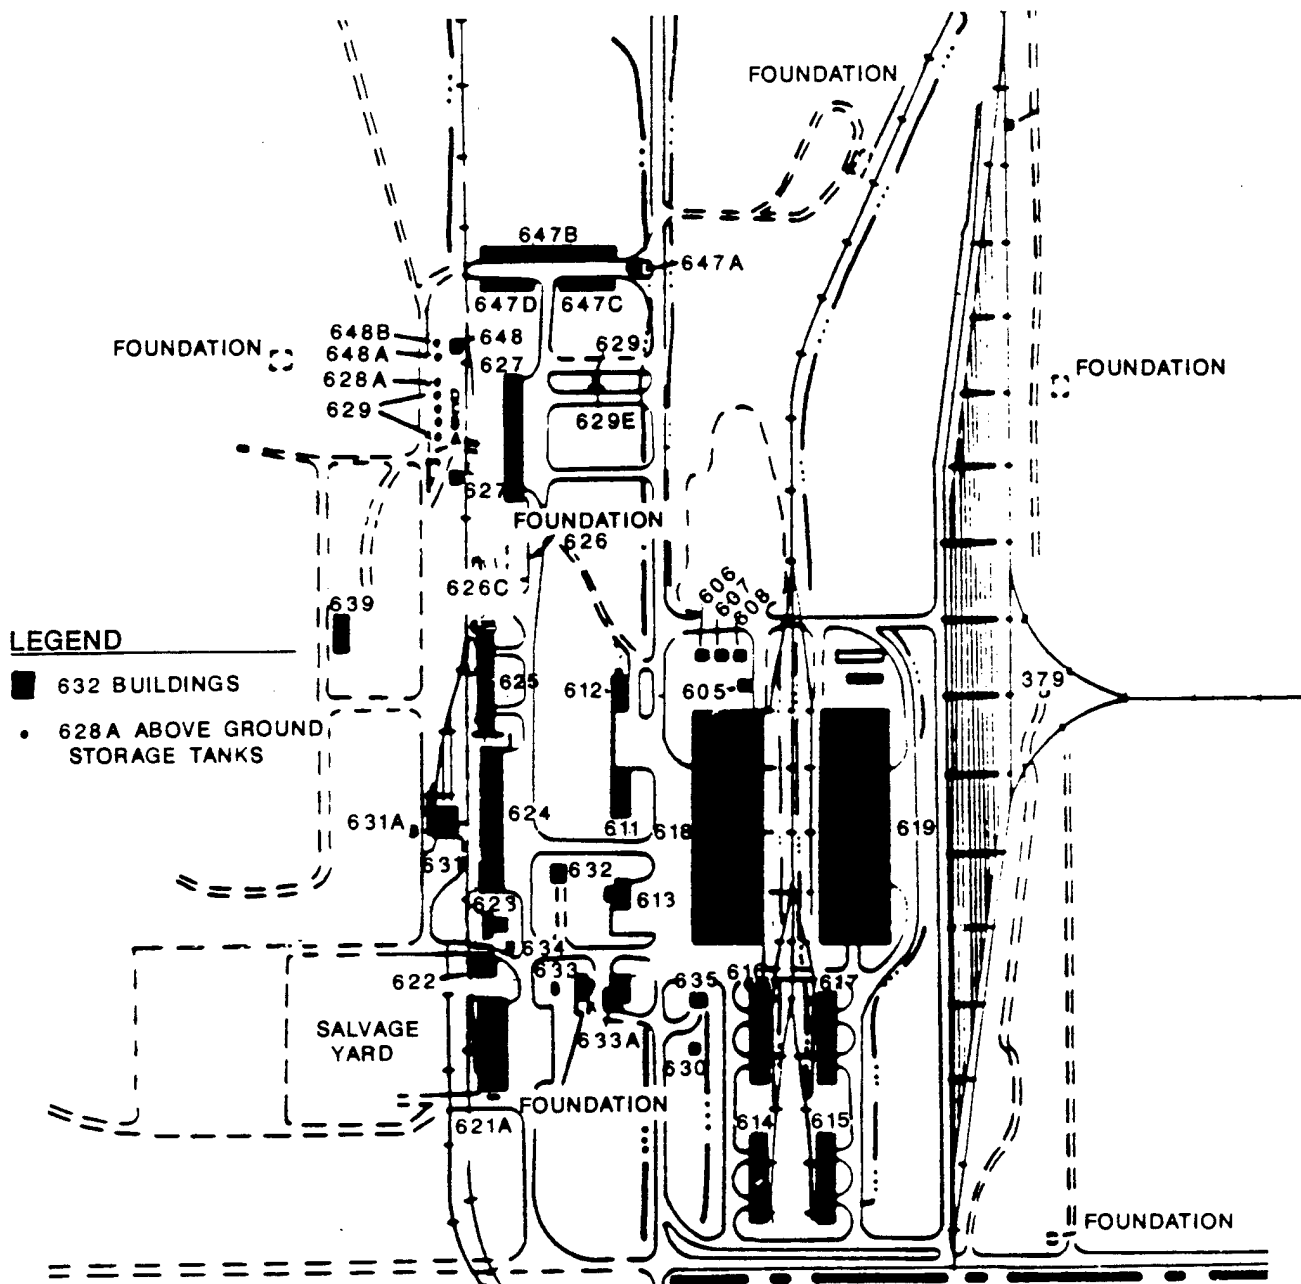 FOUNDATION
647B
647A
647D
647C
648B
648
FOUNDATION
648A
629
627
FOUNDATION
628A
629
629E
627
FOUNDATION
626
626C
606
607
608
639
LEGEND
632 BUILDINGS
625
612
605
379
628A ABOVE GROUND
STORAGE TANKS
631A
624
611
618
619
631
632
623
613
634
622
633
635
616
617
SALVAGE
YARD
633A
630
FOUNDATION
621A
614
615
FOUNDATION